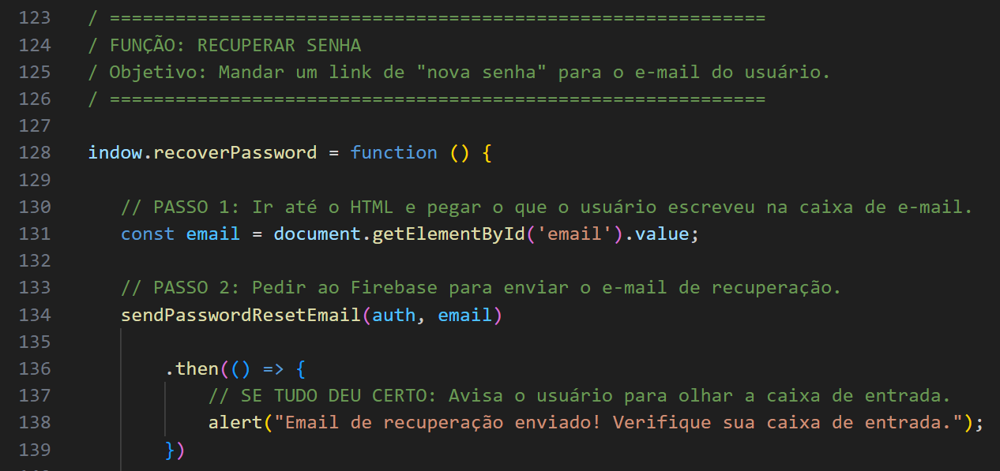 123 / ============================================================
124 / FUNÇÃO: RECUPERAR SENHA
125 / Objetivo: Mandar um link de "nova senha" para o e-mail do usuário.
126 / ============================================================
127
128 indow.recoverPassword = function () {
129
130 // PASSO 1: Ir até o HTML e pegar o que o usuário escreveu na caixa de e-mail.
131 const email = document.getElementById('email').value;
132
133 // PASSO 2: Pedir ao Firebase para enviar o e-mail de recuperação.
134 sendPasswordResetEmail(auth, email)
135
136 .then(() => {
137 // SE TUDO DEU CERTO: Avisa o usuário para olhar a caixa de entrada.
138 alert("Email de recuperação enviado! Verifique sua caixa de entrada.");
139 })